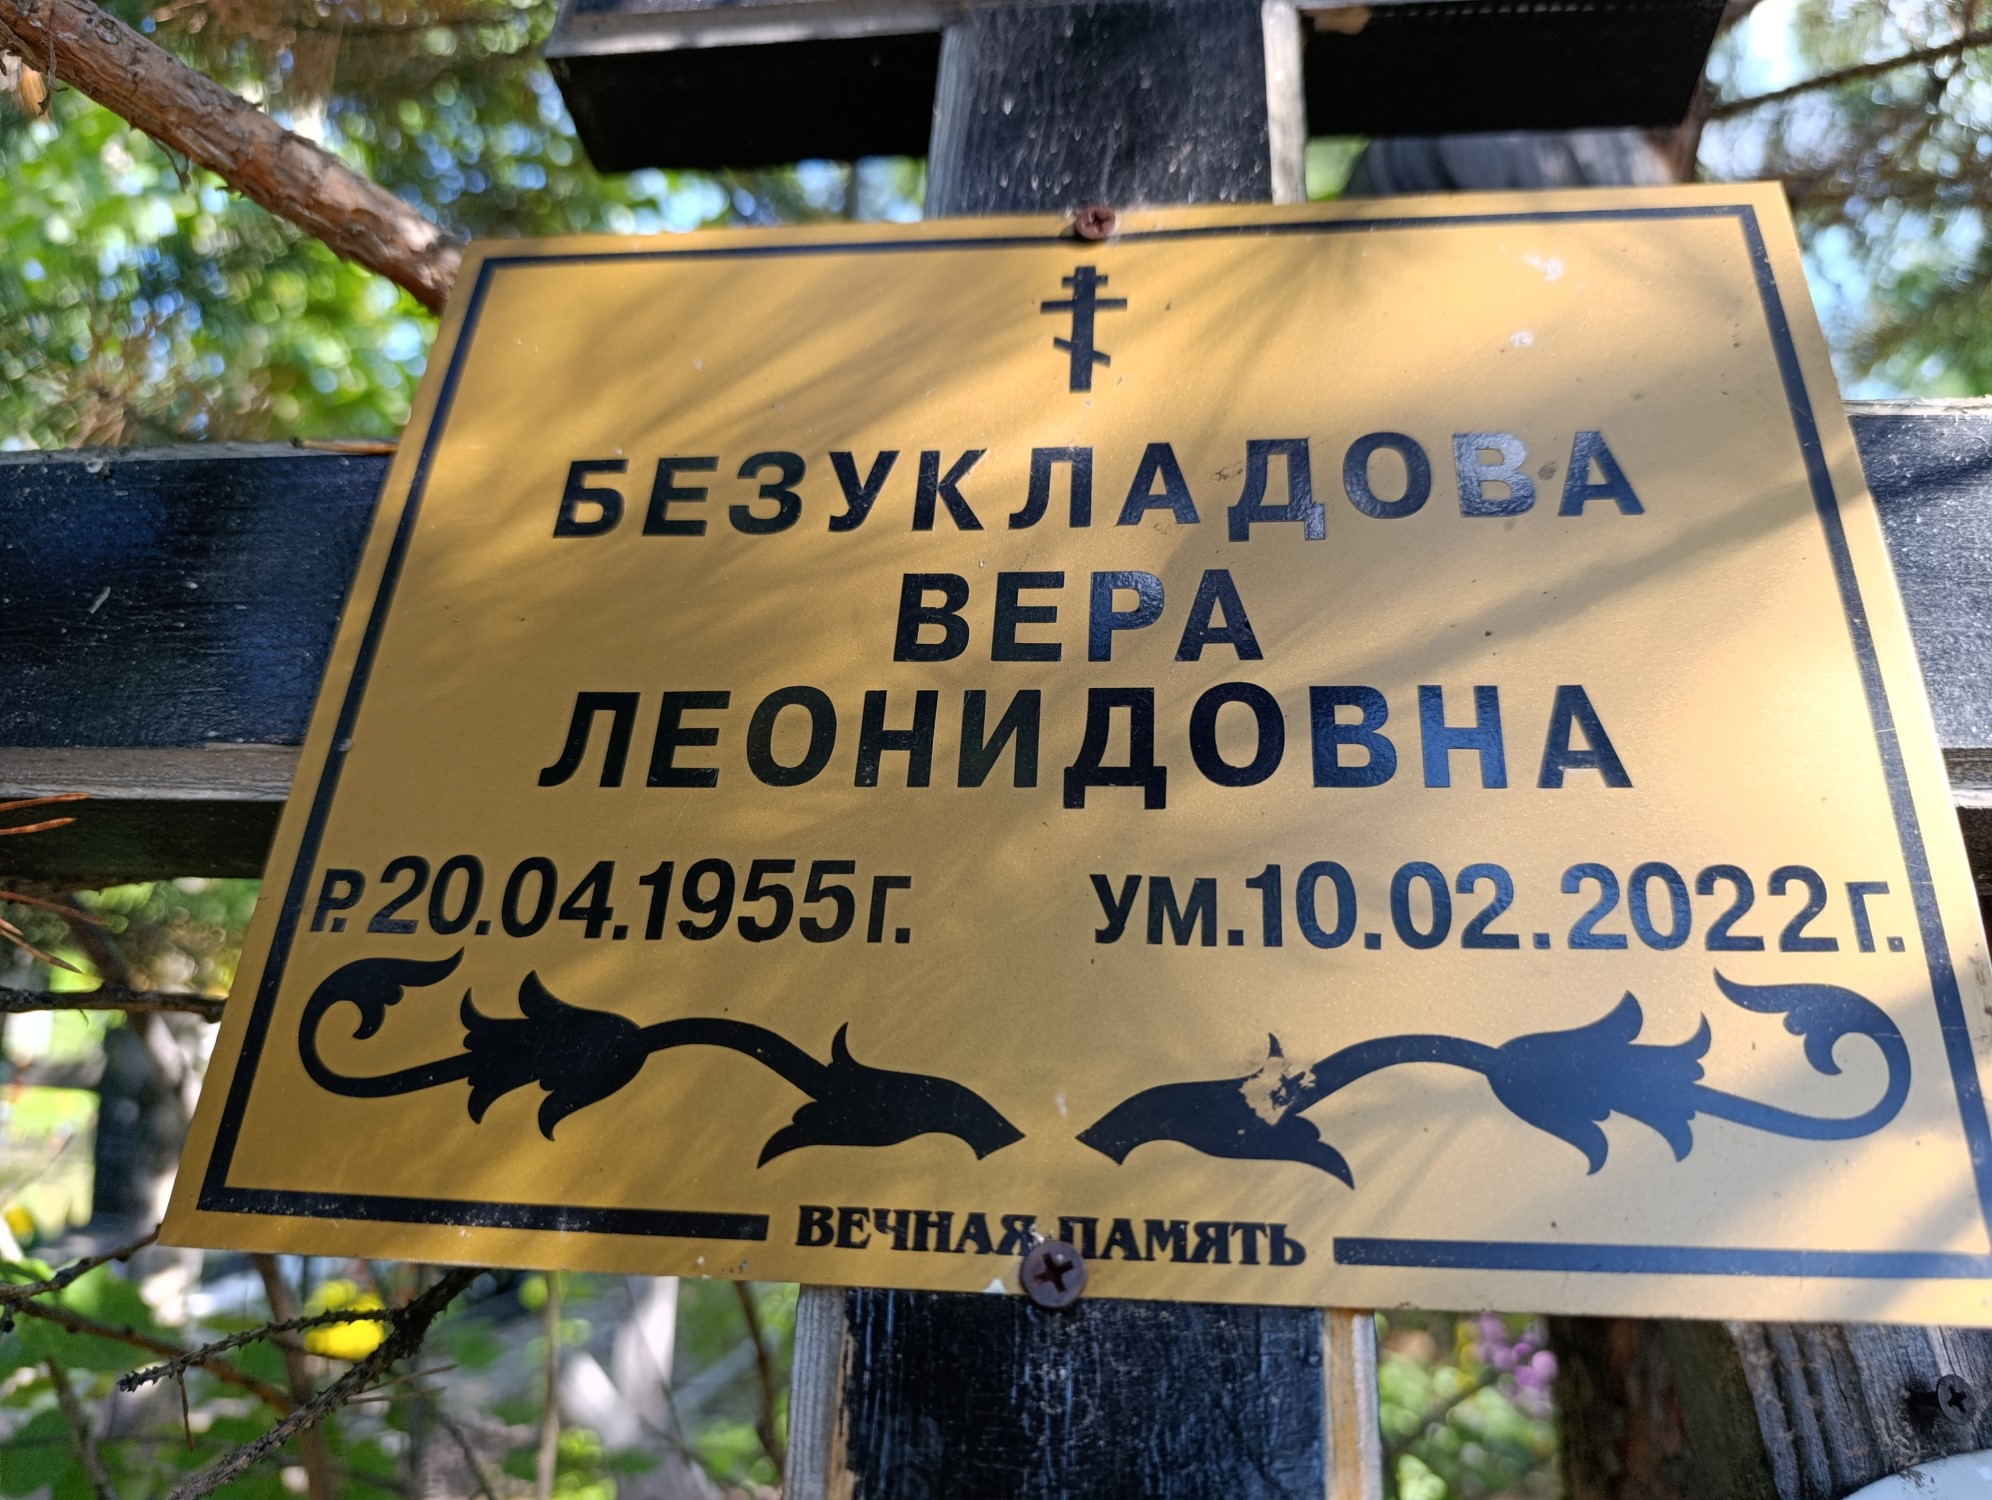 БЕЗУКЛАДОВА
ВЕРА
ЛЕОНИДОВНА
Р.20.04.1955Г. УМ.10.02.2022Г.
ВЕЧНАЯ ПАМЯТЬ